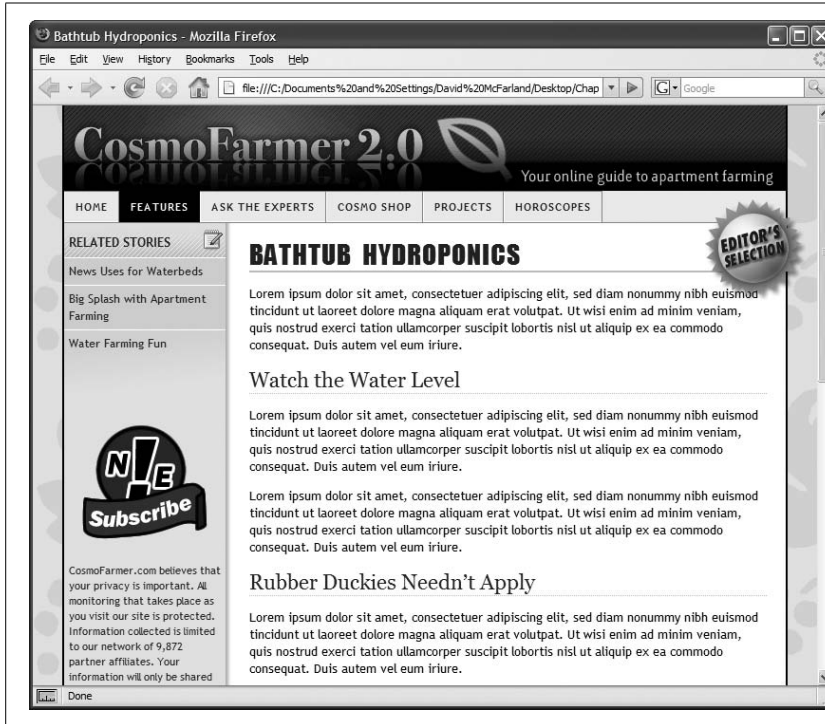 Bathtub Hydroponics - Mozilla Firefox
File Edit View History Bookmarks Tools Help
file:///C:/Documents%20and%20Settings/David%20McFarland/Desktop/Chap
G Google
CosmoFarmer 2.0
Your online guide to apartment farming
HOME FEATURES ASK THE EXPERTS COSMO SHOP PROJECTS HOROSCOPES
RELATED STORIES
News Uses for Waterbeds
Big Splash with Apartment
Farming
Water Farming Fun
N!E
Subscribe
CosmoFarmer.com believes that
your privacy is important. All
monitoring that takes place as
you visit our site is protected.
Information collected is limited
to our network of 9,872
partner affiliates. Your
information will only be shared
EDITOR'S
SELECTION
BATHTUB HYDROPONICS
Lorem ipsum dolor sit amet, consectetuer adipiscing elit, sed diam nonummy nibh euismod
tincidunt ut laoreet dolore magna aliquam erat volutpat. Ut wisi enim ad minim veniam,
quis nostrud exerci tation ullamcorper suscipit lobortis nisl ut aliquip ex ea commodo
consequat. Duis autem vel eum iriure.
Watch the Water Level
Lorem ipsum dolor sit amet, consectetuer adipiscing elit, sed diam nonummy nibh euismod
tincidunt ut laoreet dolore magna aliquam erat volutpat. Ut wisi enim ad minim veniam,
quis nostrud exerci tation ullamcorper suscipit lobortis nisl ut aliquip ex ea commodo
consequat. Duis autem vel eum iriure.
Lorem ipsum dolor sit amet, consectetuer adipiscing elit, sed diam nonummy nibh euismod
tincidunt ut laoreet dolore magna aliquam erat volutpat. Ut wisi enim ad minim veniam,
quis nostrud exerci tation ullamcorper suscipit lobortis nisl ut aliquip ex ea commodo
consequat. Duis autem vel eum iriure.
Rubber Duckies Needn't Apply
Lorem ipsum dolor sit amet, consectetuer adipiscing elit, sed diam nonummy nibh euismod
tincidunt ut laoreet dolore magna aliquam erat volutpat. Ut wisi enim ad minim veniam,
quis nostrud exerci tation ullamcorper suscipit lobortis nisl ut aliquip ex ea commodo
consequat. Duis autem vel eum iriure.
Done